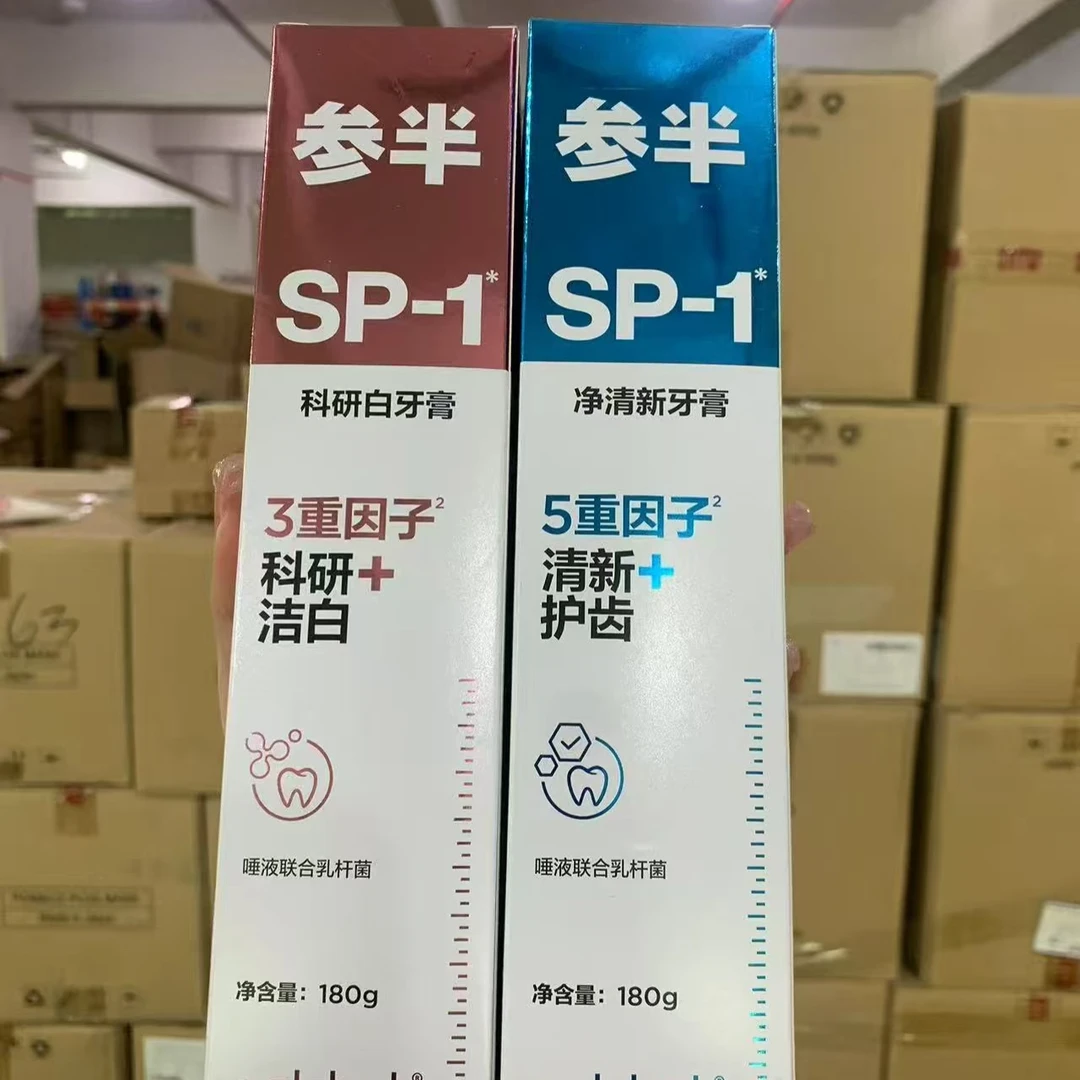 参半
SP-1*
科研白牙膏
3重因子²
科研+
洁白
唾液联合乳杆菌
净含量：180g
参半
SP-1*
净清新牙膏
5重因子²
清新+
护齿
唾液联合乳杆菌
净含量：180g
63